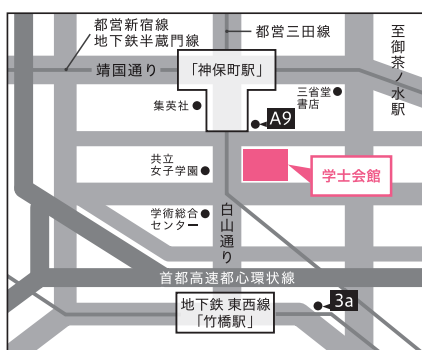 都営新宿線
地下鉄半蔵門線
都営三田線
至御茶ノ水駅
靖国通り
「神保町駅」
三省堂
書店
集英社
A9
共立
女子学園
学士会館
学術総合
センター
白山通り
首都高速都心環状線
地下鉄 東西線
「竹橋駅」
3a